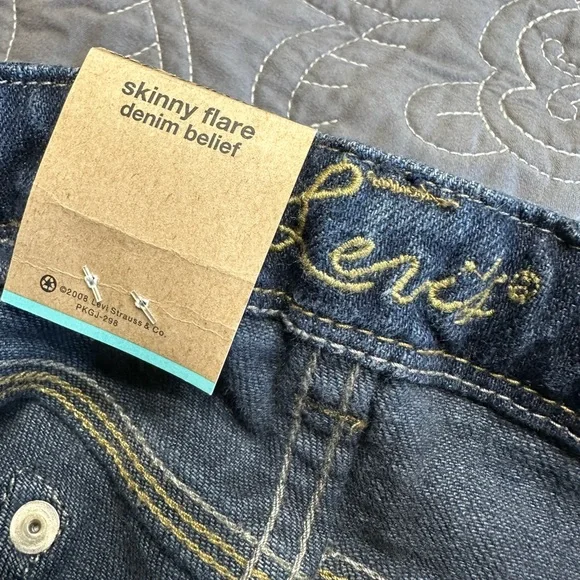 skinny flare
denim belief
©2008 Levi Strauss & Co.
PKGJ-298
Levi's®